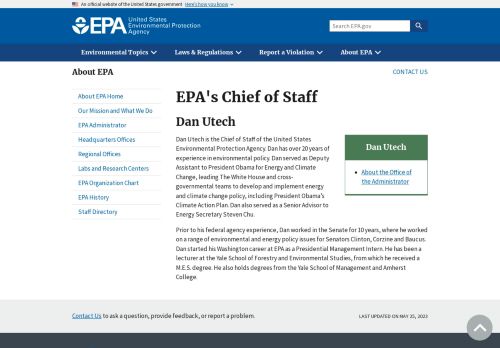 An official website of the United States government Here's how you know
EPA United States
Environmental Protection
Agency
Search EPA.gov
Environmental Topics Laws & Regulations Report a Violation About EPA
About EPA
CONTACT US
About EPA Home
Our Mission and What We Do
EPA Administrator
Headquarters Offices
Regional Offices
Labs and Research Centers
EPA Organization Chart
EPA History
Staff Directory
EPA's Chief of Staff
Dan Utech
Dan Utech is the Chief of Staff of the United States
Environmental Protection Agency. Dan has over 20 years of
experience in environmental policy. Dan served as Deputy
Assistant to President Obama for Energy and Climate
Change, leading The White House and cross-
governmental teams to develop and implement energy
and climate change policy, including President Obama's
Climate Action Plan. Dan also served as a Senior Advisor to
Energy Secretary Steven Chu.
Dan Utech
About the Office of
the Administrator
Prior to his federal agency experience, Dan worked in the Senate for 10 years, where he worked
on a range of environmental and energy policy issues for Senators Clinton, Corzine and Baucus.
Dan started his Washington career at EPA as a Presidential Management Intern. He has been a
lecturer at the Yale School of Forestry and Environmental Studies, from which he received a
M.E.S. degree. He also holds degrees from the Yale School of Management and Amherst
College.
Contact Us to ask a question, provide feedback, or report a problem.
LAST UPDATED ON MAY 25, 2023